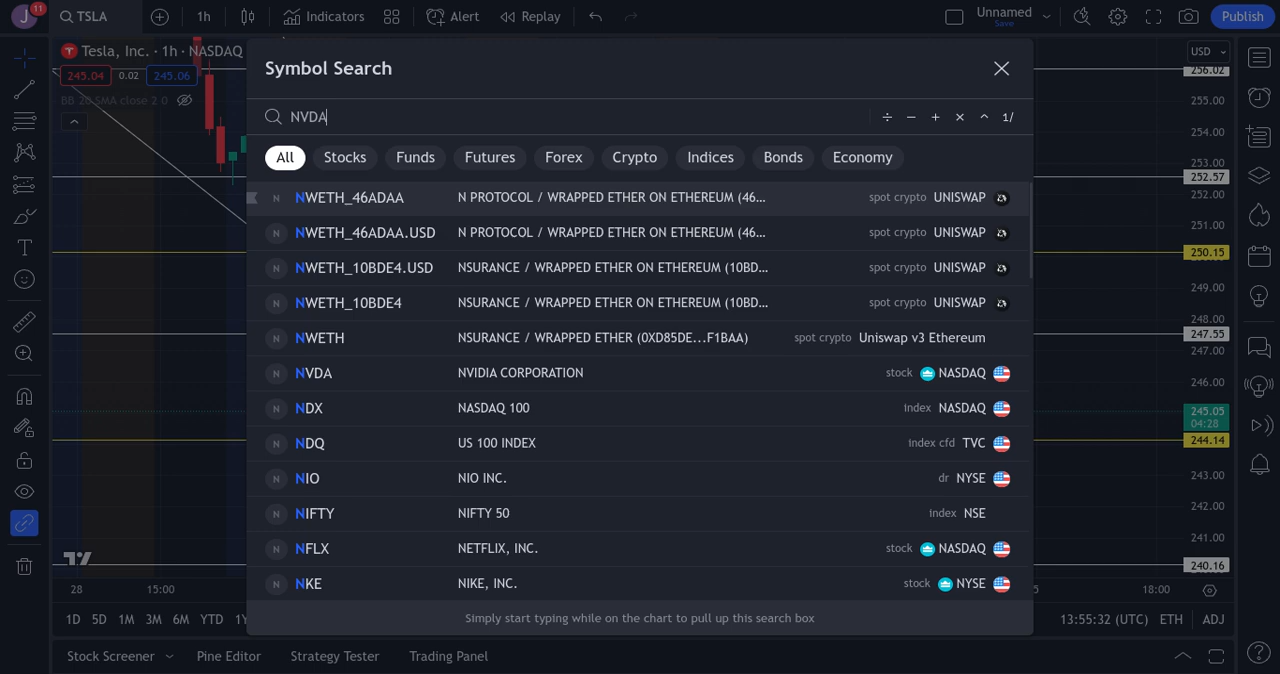 J 11 TSLA 1h Indicators Alert Replay Unnamed Save Publish
Tesla, Inc. · 1h · NASDAQ
245.04 0.02 245.06
BB 20 SMA close 2 0
Symbol Search
NVDA 1/
All Stocks Funds Futures Forex Crypto Indices Bonds Economy
NWETH_46ADAA N PROTOCOL / WRAPPED ETHER ON ETHEREUM (46... spot crypto UNISWAP
NWETH_46ADAA.USD N PROTOCOL / WRAPPED ETHER ON ETHEREUM (46... spot crypto UNISWAP
NWETH_10BDE4.USD NSURANCE / WRAPPED ETHER ON ETHEREUM (10BD... spot crypto UNISWAP
NWETH_10BDE4 NSURANCE / WRAPPED ETHER ON ETHEREUM (10BD... spot crypto UNISWAP
NWETH NSURANCE / WRAPPED ETHER (0XD85DE...F1BAA) spot crypto Uniswap v3 Ethereum
N NVDA NVIDIA CORPORATION stock NASDAQ
N NDX NASDAQ 100 index NASDAQ
N NDQ US 100 INDEX index cfd TVC
N NIO NIO INC. dr NYSE
N NIFTY NIFTY 50 index NSE
N NFLX NETFLIX, INC. stock NASDAQ
N NKE NIKE, INC. stock NYSE
Simply start typing while on the chart to pull up this search box
USD
256.02
255.00
254.00
253.00
252.57
252.00
251.00
250.15
249.00
248.00
247.55
247.00
246.00
245.05
04:28
244.14
243.00
242.00
241.00
240.16
28 15:00 18:00
1D 5D 1M 3M 6M YTD 13:55:32 (UTC) ETH ADJ
Stock Screener Pine Editor Strategy Tester Trading Panel